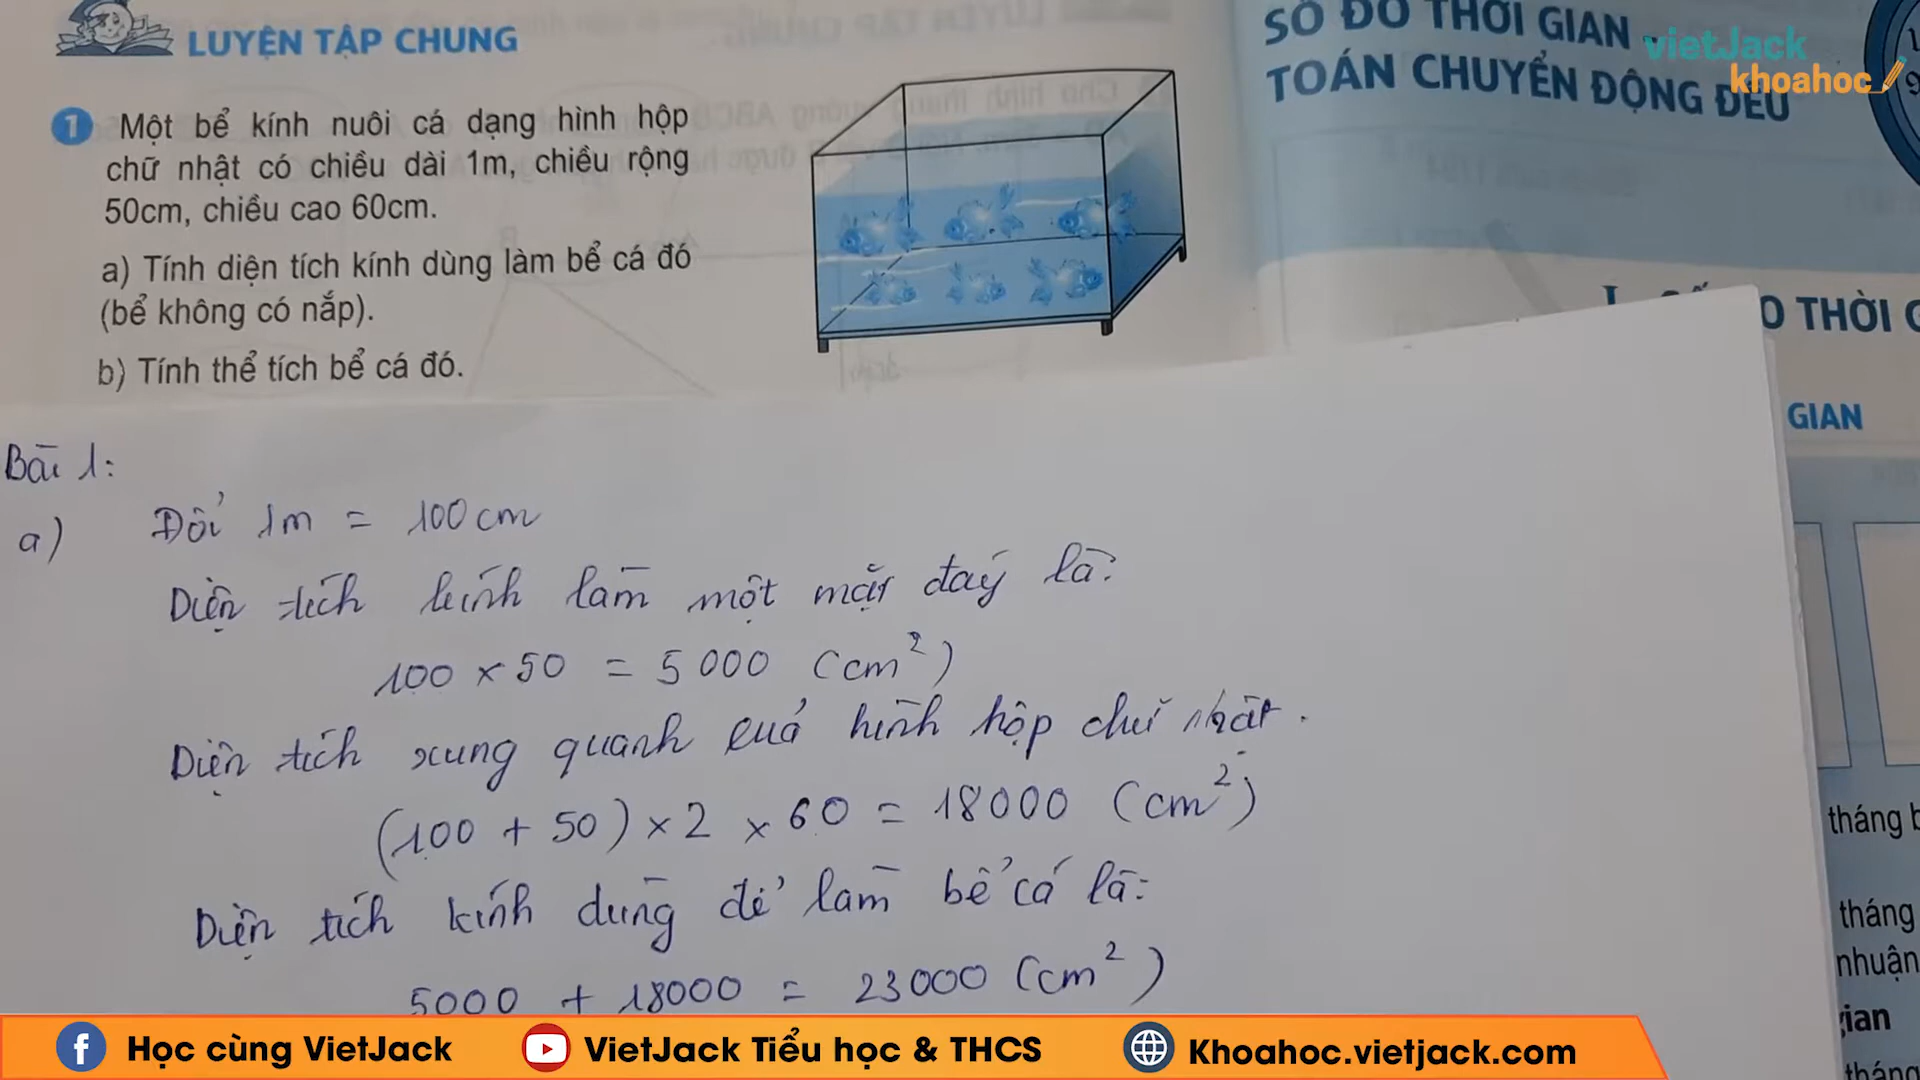 LUYỆN TẬP CHUNG
1 Một bể kính nuôi cá dạng hình hộp
chữ nhật có chiều dài 1m, chiều rộng
50cm, chiều cao 60cm.
a) Tính diện tích kính dùng làm bể cá đó
(bể không có nắp).
b) Tính thể tích bể cá đó.
SỐ ĐO THỜI GIAN
TOÁN CHUYỂN ĐỘNG ĐỀU
vietJack
khoahoc
O THỜI G
GIAN
tháng b
tháng
nhuận
ian
tháng
Bài 1:
a) Đổi 1m = 100cm
Diện tích kính làm một mặt đáy là:
100 × 50 = 5 000 (cm²)
Diện tích xung quanh của hình hộp chữ nhật.
(100 + 50) × 2 × 60 = 18000 (cm²)
Diện tích kính dùng để làm bể cá là:
5000 + 18000 = 23000 (cm²)
Học cùng VietJack
VietJack Tiểu học & THCS
Khoahoc.vietjack.com